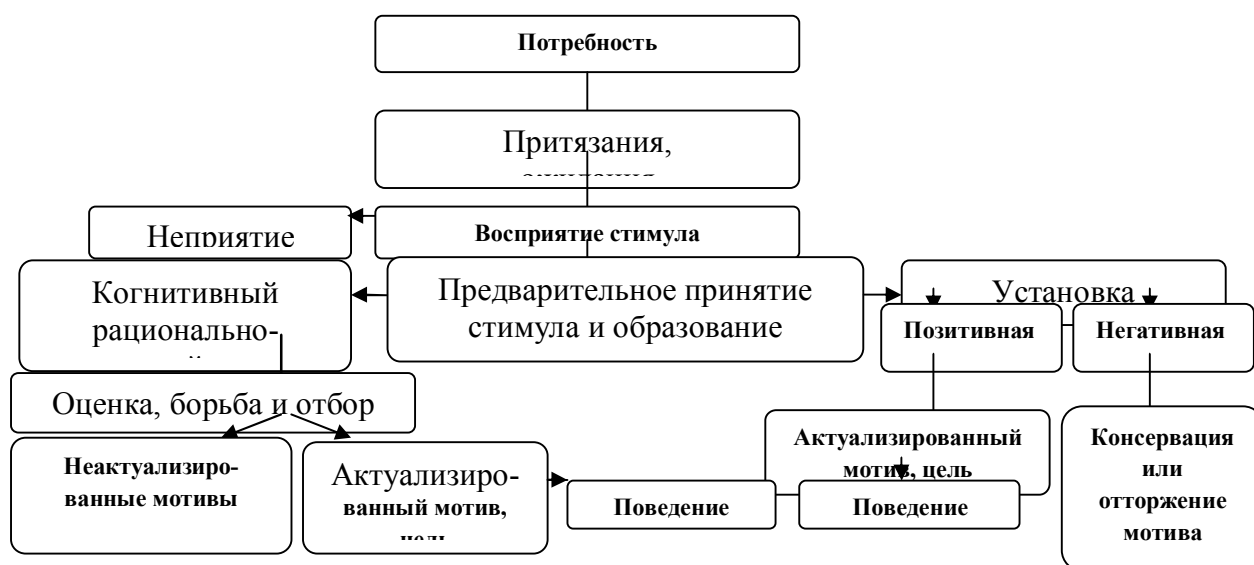 Потребность
Притязания,
Неприятие
Восприятие стимула
Когнитивный
рационально-
Предварительное принятие
стимула и образование
Установка
Позитивная
Негативная
Оценка, борьба и отбор
Неактуализиро-
ванные мотивы
Актуализиро-
ванный мотив,
Поведение
Актуализированный
мотив, цель
Поведение
Консервация
или
отторжение
мотива